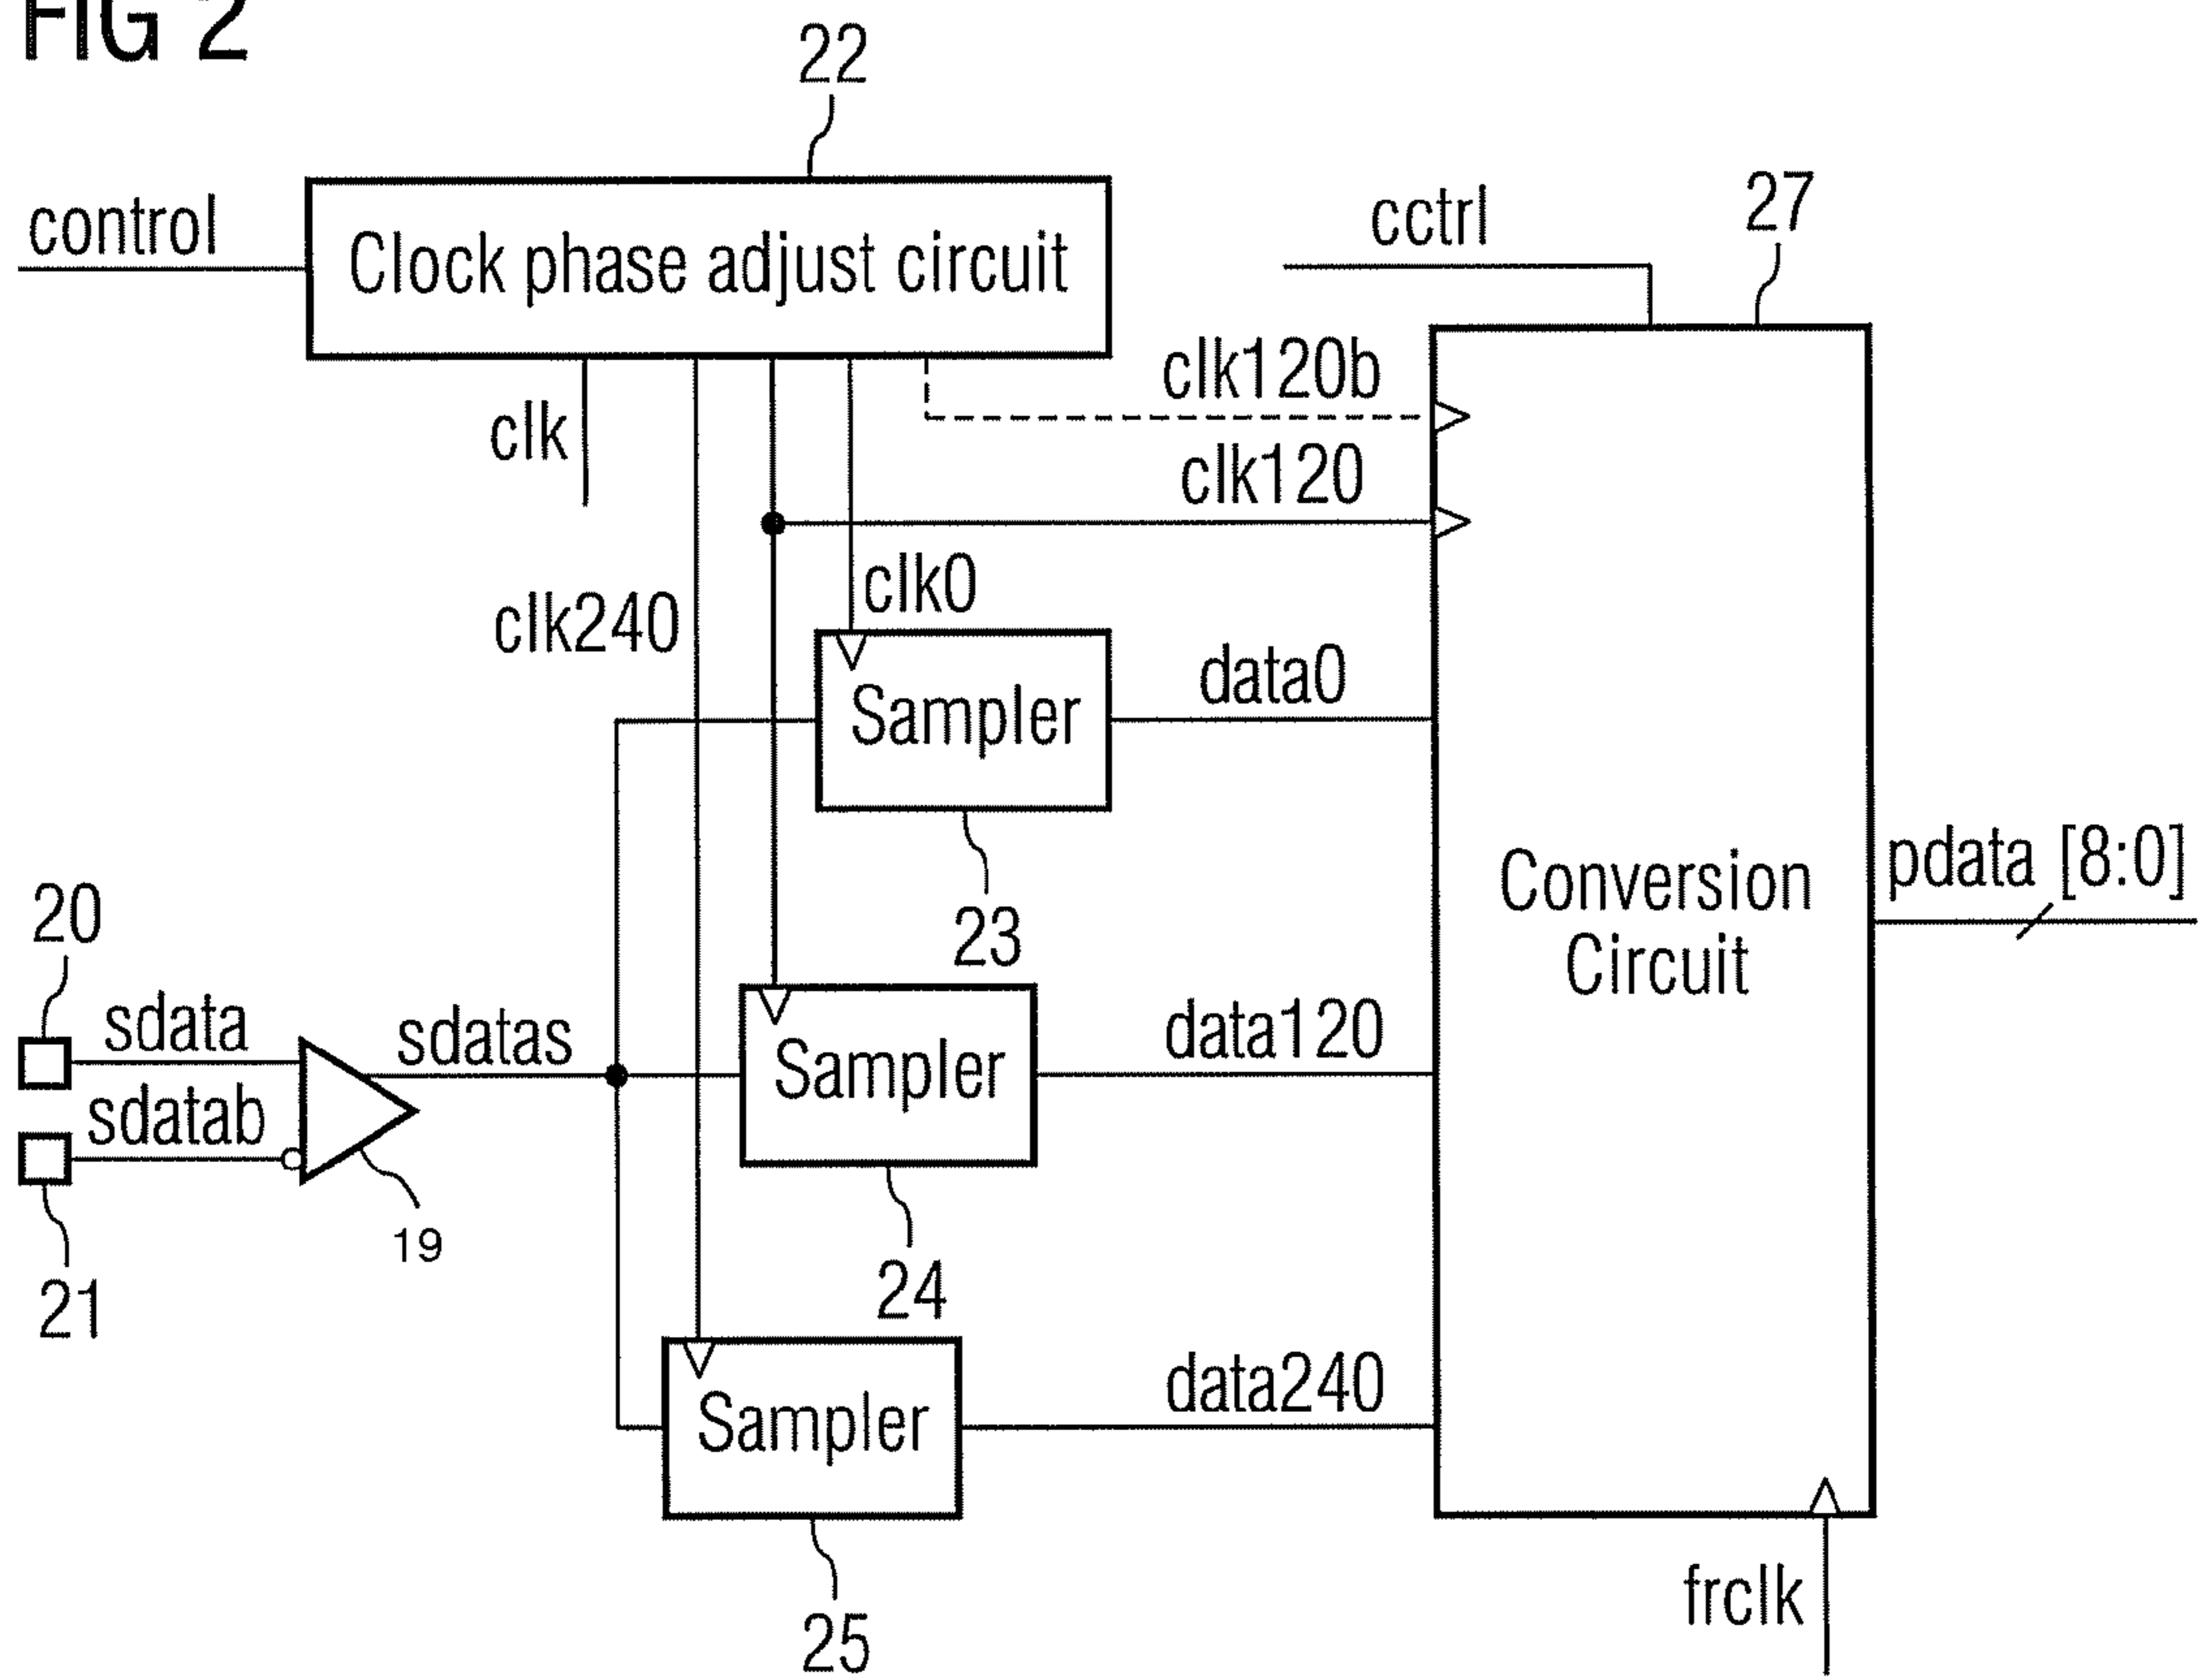 FIG 2
22
control
Clock phase adjust circuit
cctrl
27
clk120b
clk
clk120
clk0
clk240
data0
Sampler
23
pdata [8:0]
Conversion
Circuit
20
sdata
sdatas
Sampler
data120
sdatab
19
21
24
data240
Sampler
25
frclk